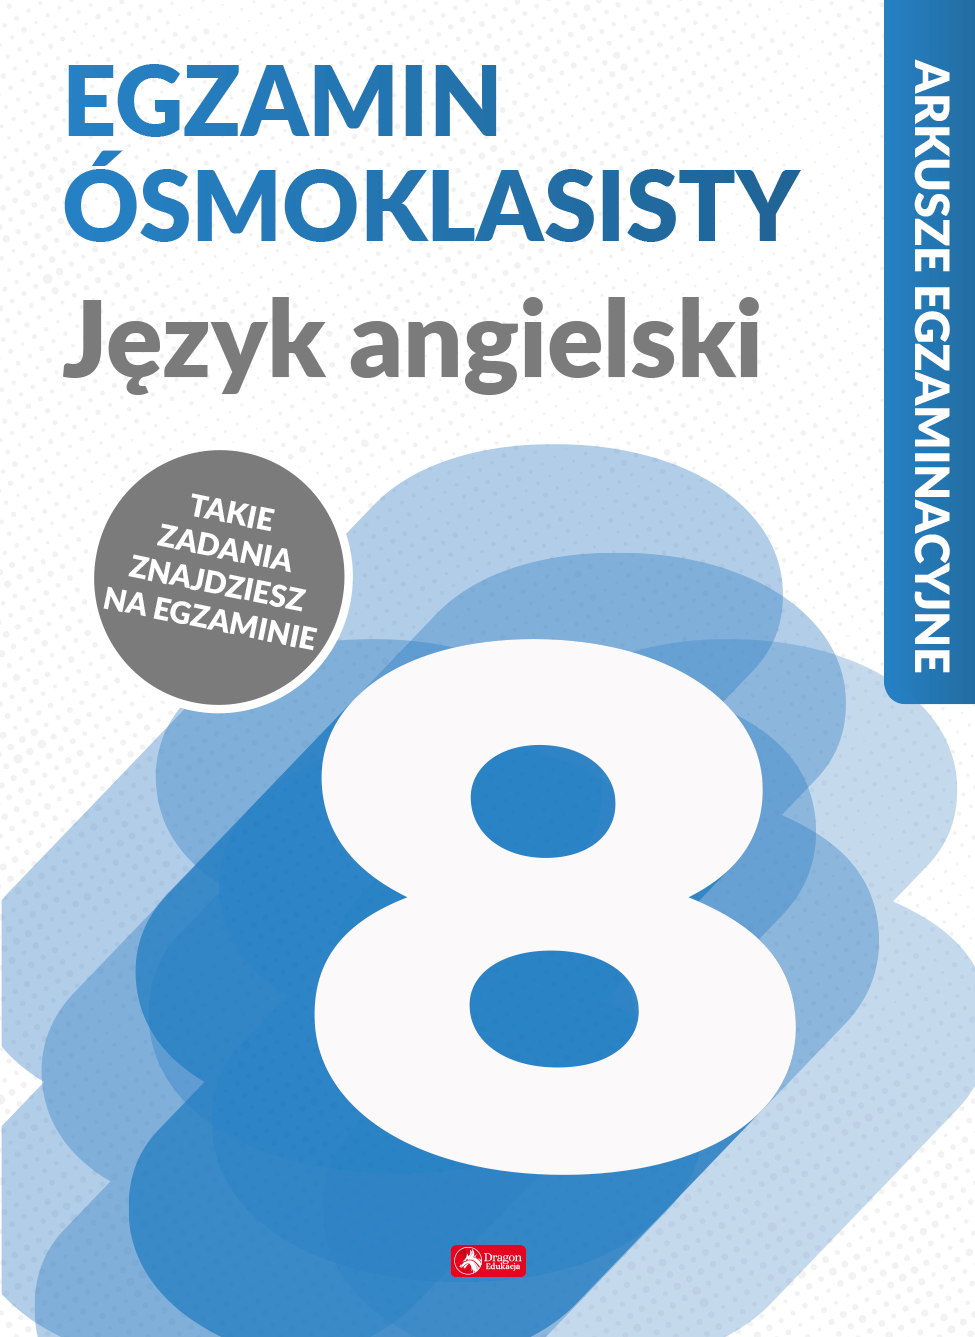 EGZAMIN
ÓSMOKLASISTY
Język angielski
ARKUSZE EGZAMINACYJNE
TAKIE
ZADANIA
ZNAJDZIESZ
NA EGZAMINIE
8
Dragon
Edukacja